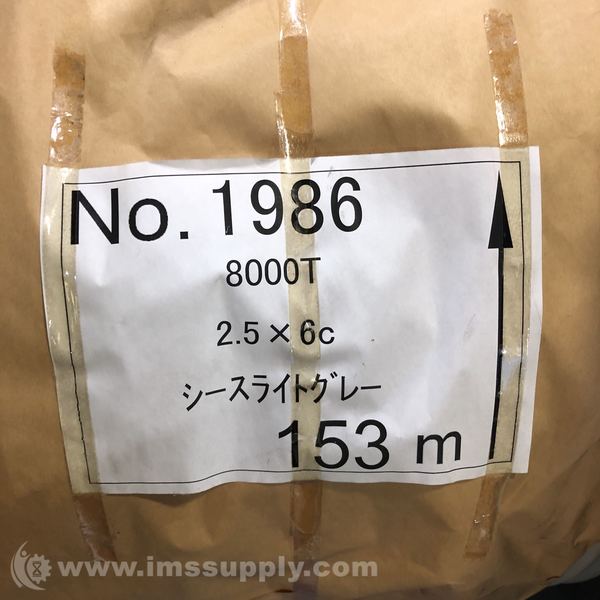 No. 1986
8000T
2.5×6c
シースライトグレー
153 m
www.imssupply.com